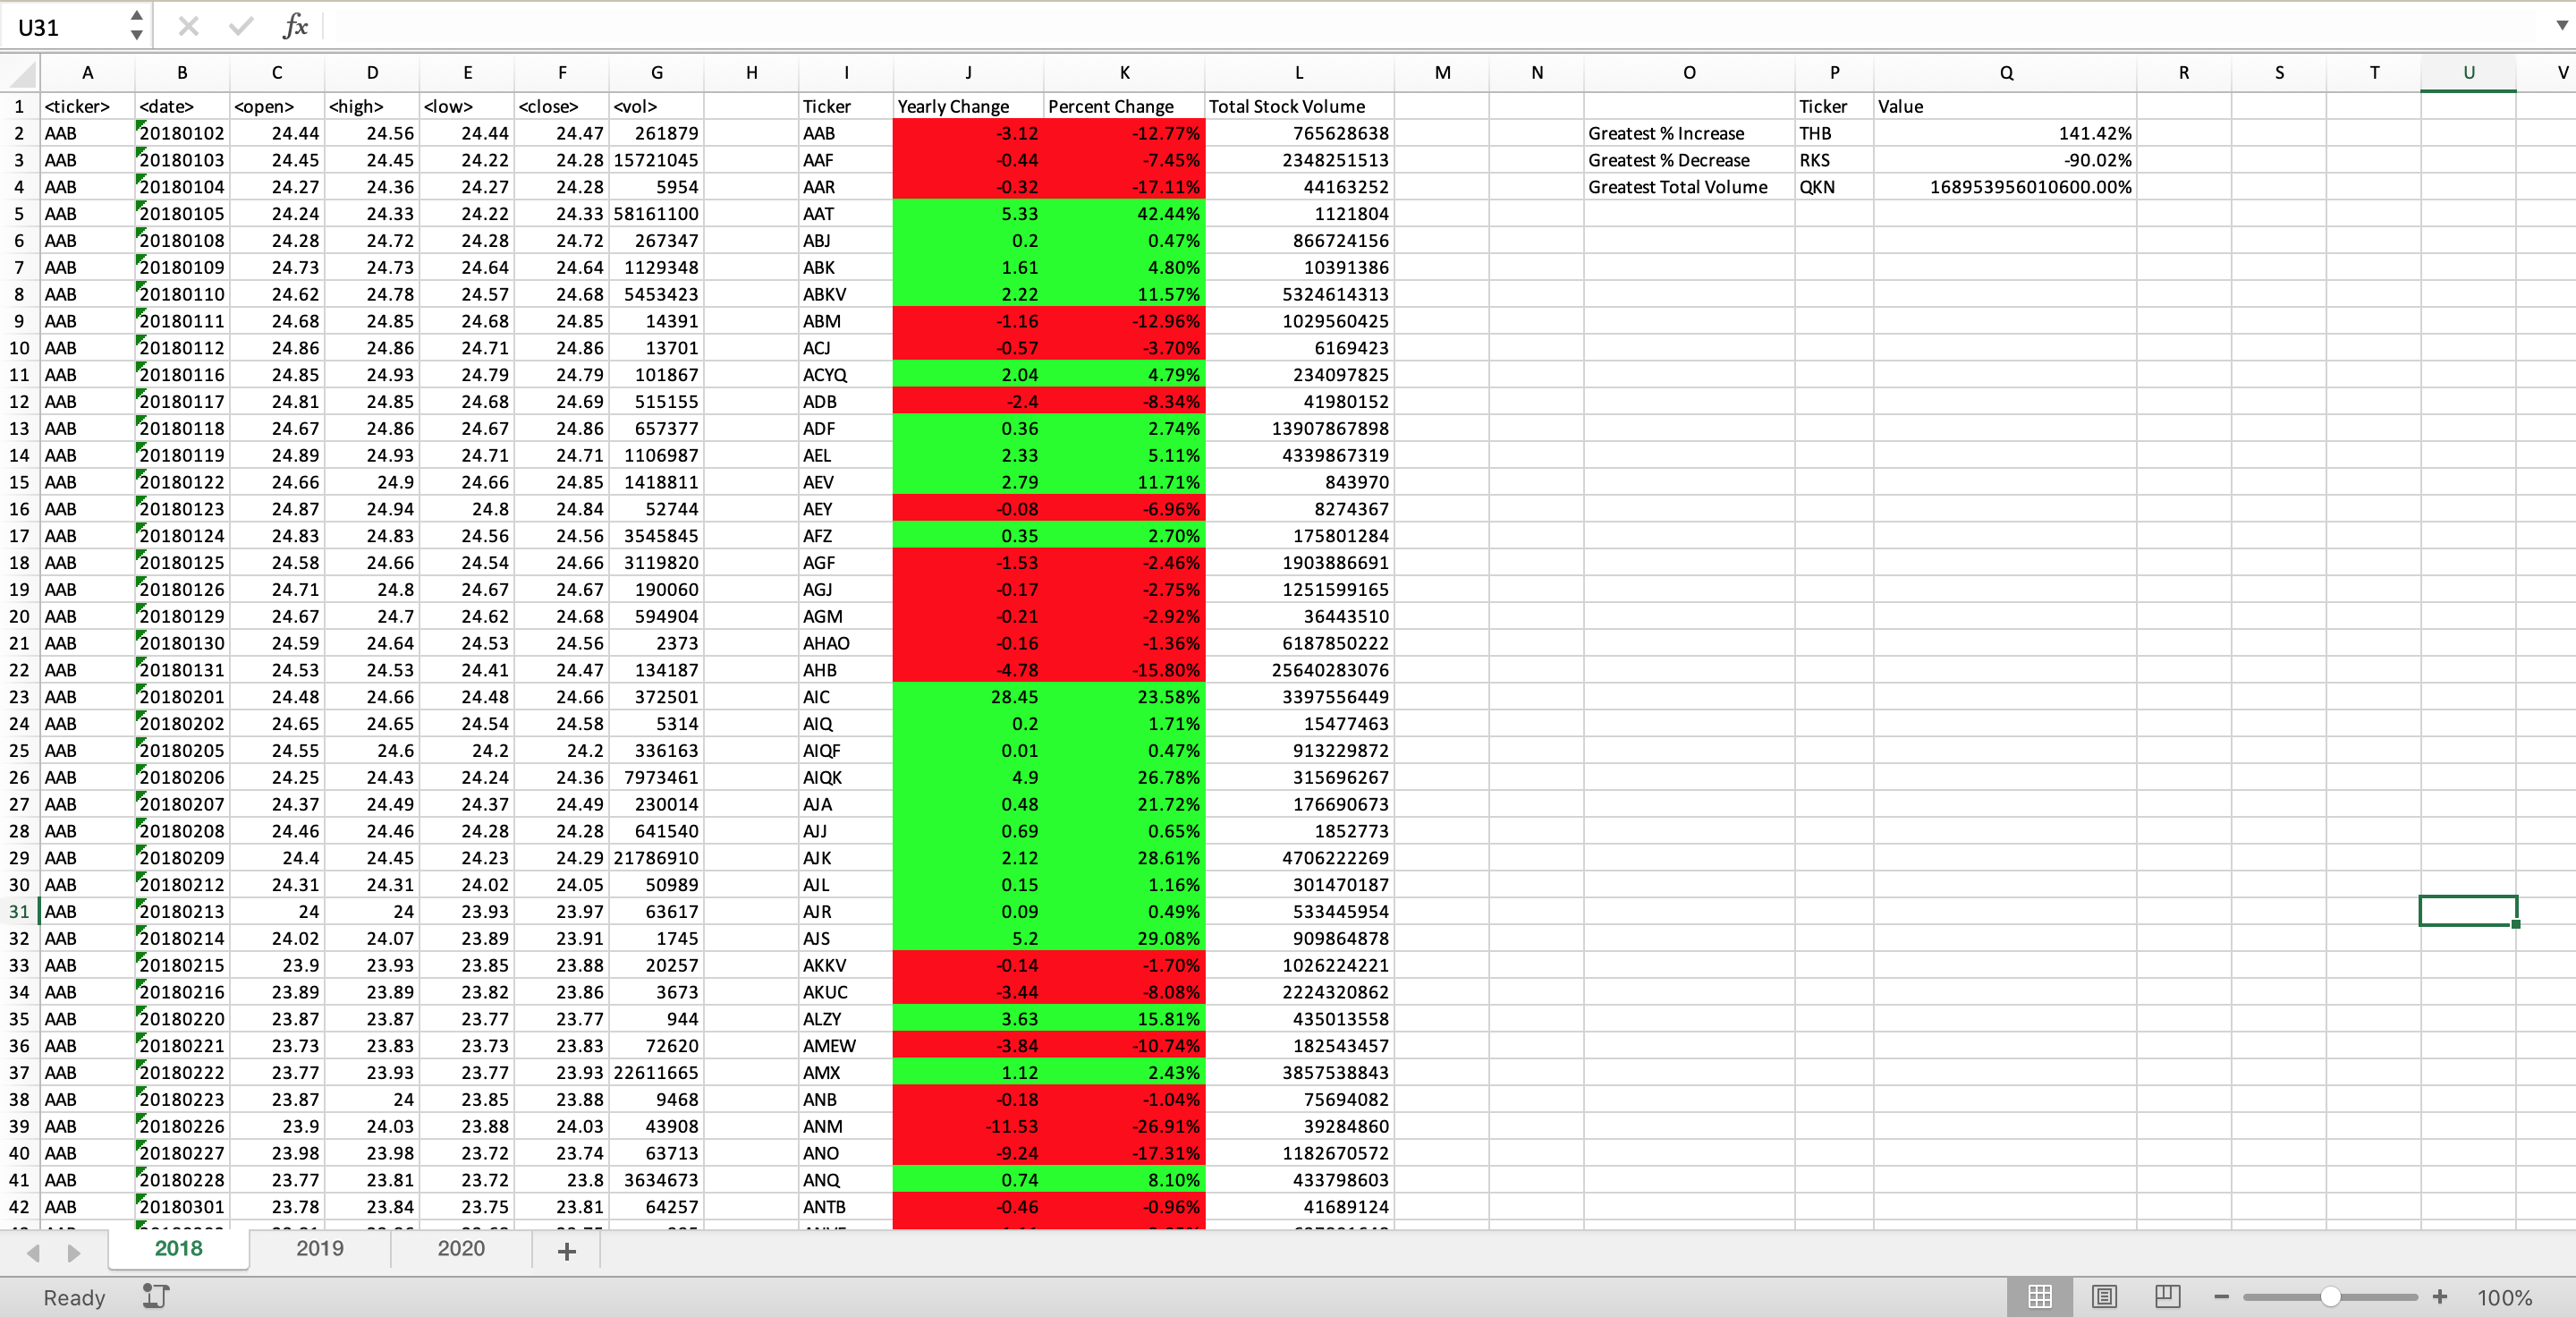 U31 fx
A B C D E F G H I J K L M N O P Q R S T U V
1 <ticker> <date> <open> <high> <low> <close> <vol> Ticker Yearly Change Percent Change Total Stock Volume Ticker Value
2 AAB 20180102 24.44 24.56 24.44 24.47 261879 AAB -3.12 -12.77% 765628638 Greatest % Increase THB 141.42%
3 AAB 20180103 24.45 24.45 24.22 24.28 15721045 AAF -0.44 -7.45% 2348251513 Greatest % Decrease RKS -90.02%
4 AAB 20180104 24.27 24.36 24.27 24.28 5954 AAR -0.32 -17.11% 44163252 Greatest Total Volume QKN 168953956010600.00%
5 AAB 20180105 24.24 24.33 24.22 24.33 58161100 AAT 5.33 42.44% 1121804
6 AAB 20180108 24.28 24.72 24.28 24.72 267347 ABJ 0.2 0.47% 866724156
7 AAB 20180109 24.73 24.73 24.64 24.64 1129348 ABK 1.61 4.80% 10391386
8 AAB 20180110 24.62 24.78 24.57 24.68 5453423 ABKV 2.22 11.57% 5324614313
9 AAB 20180111 24.68 24.85 24.68 24.85 14391 ABM -1.16 -12.96% 1029560425
10 AAB 20180112 24.86 24.86 24.71 24.86 13701 ACJ -0.57 -3.70% 6169423
11 AAB 20180116 24.85 24.93 24.79 24.79 101867 ACYQ 2.04 4.79% 234097825
12 AAB 20180117 24.81 24.85 24.68 24.69 515155 ADB -2.4 -8.34% 41980152
13 AAB 20180118 24.67 24.86 24.67 24.86 657377 ADF 0.36 2.74% 13907867898
14 AAB 20180119 24.89 24.93 24.71 24.71 1106987 AEL 2.33 5.11% 4339867319
15 AAB 20180122 24.66 24.9 24.66 24.85 1418811 AEV 2.79 11.71% 843970
16 AAB 20180123 24.87 24.94 24.8 24.84 52744 AEY -0.08 -6.96% 8274367
17 AAB 20180124 24.83 24.83 24.56 24.56 3545845 AFZ 0.35 2.70% 175801284
18 AAB 20180125 24.58 24.66 24.54 24.66 3119820 AGF -1.53 -2.46% 1903886691
19 AAB 20180126 24.71 24.8 24.67 24.67 190060 AGJ -0.17 -2.75% 1251599165
20 AAB 20180129 24.67 24.7 24.62 24.68 594904 AGM -0.21 -2.92% 36443510
21 AAB 20180130 24.59 24.64 24.53 24.56 2373 AHAO -0.16 -1.36% 6187850222
22 AAB 20180131 24.53 24.53 24.41 24.47 134187 AHB -4.78 -15.80% 25640283076
23 AAB 20180201 24.48 24.66 24.48 24.66 372501 AIC 28.45 23.58% 3397556449
24 AAB 20180202 24.65 24.65 24.54 24.58 5314 AIQ 0.2 1.71% 15477463
25 AAB 20180205 24.55 24.6 24.2 24.2 336163 AIQF 0.01 0.47% 913229872
26 AAB 20180206 24.25 24.43 24.24 24.36 7973461 AIQK 4.9 26.78% 315696267
27 AAB 20180207 24.37 24.49 24.37 24.49 230014 AJA 0.48 21.72% 176690673
28 AAB 20180208 24.46 24.46 24.28 24.28 641540 AJJ 0.69 0.65% 1852773
29 AAB 20180209 24.4 24.45 24.23 24.29 21786910 AJK 2.12 28.61% 4706222269
30 AAB 20180212 24.31 24.31 24.02 24.05 50989 AJL 0.15 1.16% 301470187
31 AAB 20180213 24 24 23.93 23.97 63617 AJR 0.09 0.49% 533445954
32 AAB 20180214 24.02 24.07 23.89 23.91 1745 AJS 5.2 29.08% 909864878
33 AAB 20180215 23.9 23.93 23.85 23.88 20257 AKKV -0.14 -1.70% 1026224221
34 AAB 20180216 23.89 23.89 23.82 23.86 3673 AKUC -3.44 -8.08% 2224320862
35 AAB 20180220 23.87 23.87 23.77 23.77 944 ALZY 3.63 15.81% 435013558
36 AAB 20180221 23.73 23.83 23.73 23.83 72620 AMEW -3.84 -10.74% 182543457
37 AAB 20180222 23.77 23.93 23.77 23.93 22611665 AMX 1.12 2.43% 3857538843
38 AAB 20180223 23.87 24 23.85 23.88 9468 ANB -0.18 -1.04% 75694082
39 AAB 20180226 23.9 24.03 23.88 24.03 43908 ANM -11.53 -26.91% 39284860
40 AAB 20180227 23.98 23.98 23.72 23.74 63713 ANO -9.24 -17.31% 1182670572
41 AAB 20180228 23.77 23.81 23.72 23.8 3634673 ANQ 0.74 8.10% 433798603
42 AAB 20180301 23.78 23.84 23.75 23.81 64257 ANTB -0.46 -0.96% 41689124
2018 2019 2020 +
Ready 100%